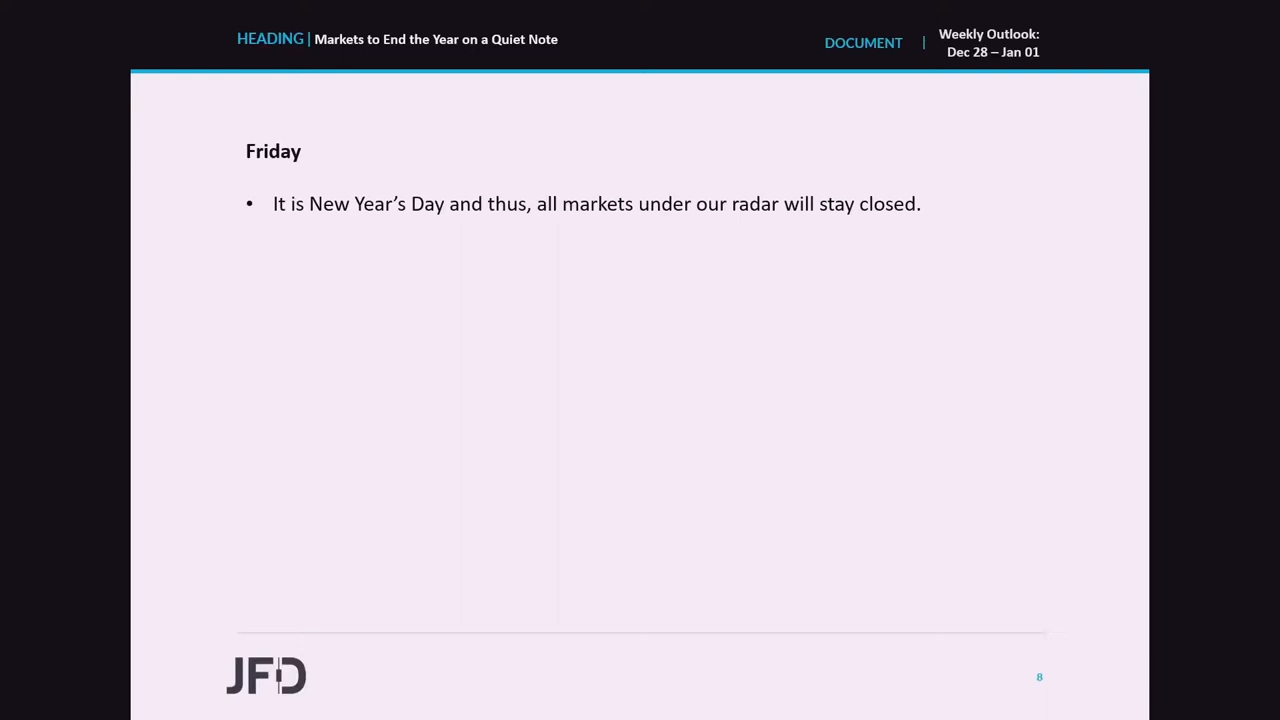 HEADING | Markets to End the Year on a Quiet Note
DOCUMENT | Weekly Outlook:
Dec 28 – Jan 01
Friday
• It is New Year’s Day and thus, all markets under our radar will stay closed.
JFD
8